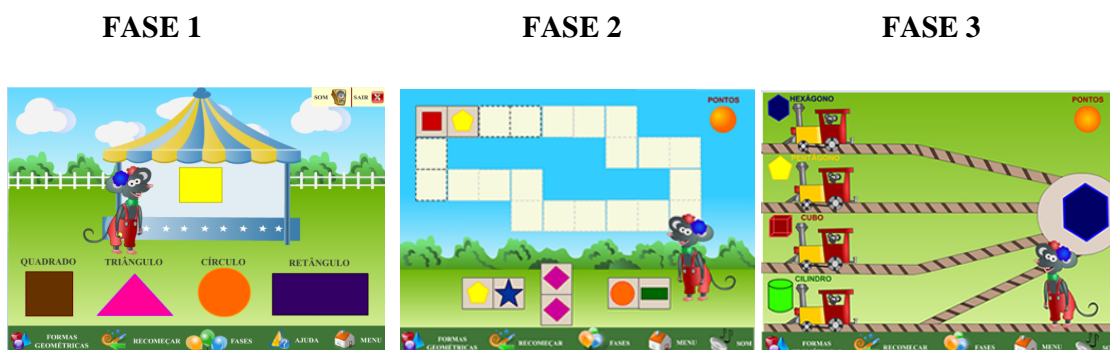 FASE 1
FASE 2
FASE 3
SOM
SAIR
QUADRADO
TRIÂNGULO
CÍRCULO
RETÂNGULO
FORMAS
GEOMÉTRICAS
RECOMEÇAR
FASES
AJUDA
MENU
PONTOS
FORMAS
GEOMÉTRICAS
RECOMEÇAR
FASES
MENU
SOM
HEXÁGONO
PONTOS
PENTÁGONO
CUBO
CILINDRO
FORMAS
GEOMÉTRICAS
RECOMEÇAR
FASES
MENU